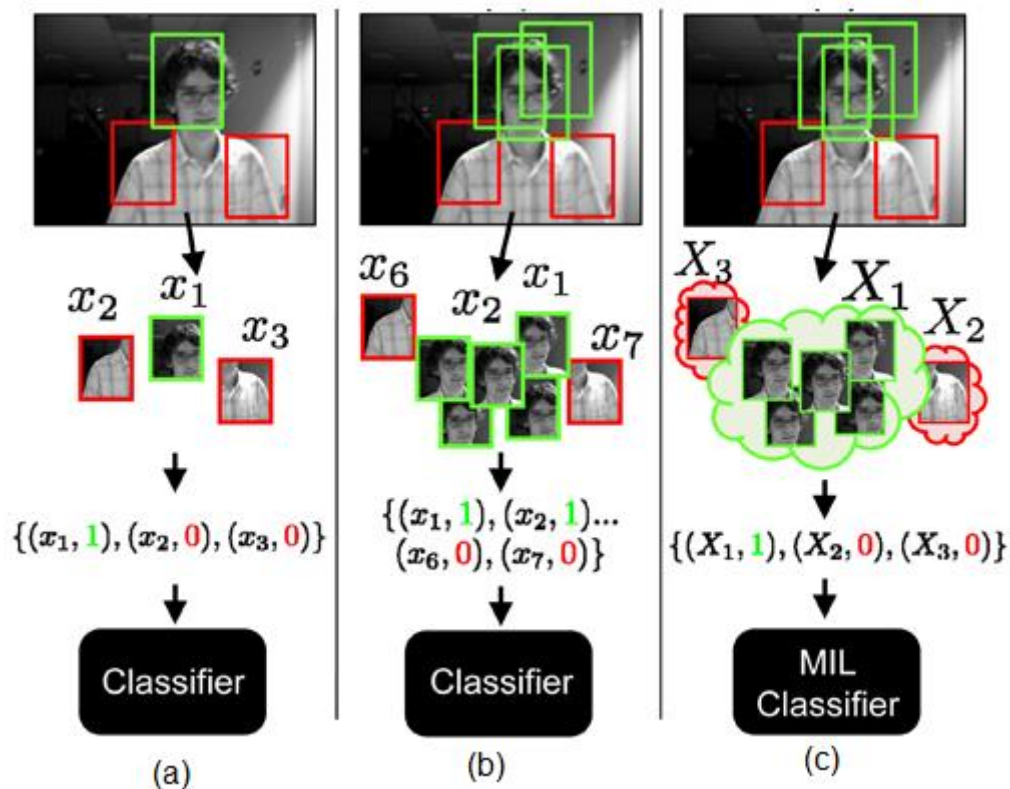 x₂ x₁ x₃
{(x₁, 1), (x₂, 0), (x₃, 0)}
Classifier
(a)
x₆ x₂ x₁ x₇
{(x₁, 1), (x₂, 1)...
(x₆, 0), (x₇, 0)}
Classifier
(b)
X₃ X₁ X₂
{(X₁, 1), (X₂, 0), (X₃, 0)}
MIL
Classifier
(c)